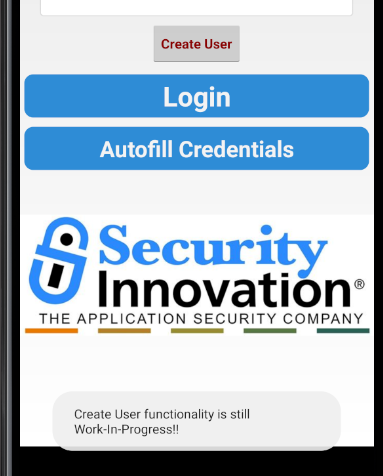 Create User
Login
Autofill Credentials
Security
Innovation®
THE APPLICATION SECURITY COMPANY
Create User functionality is still
Work-In-Progress!!